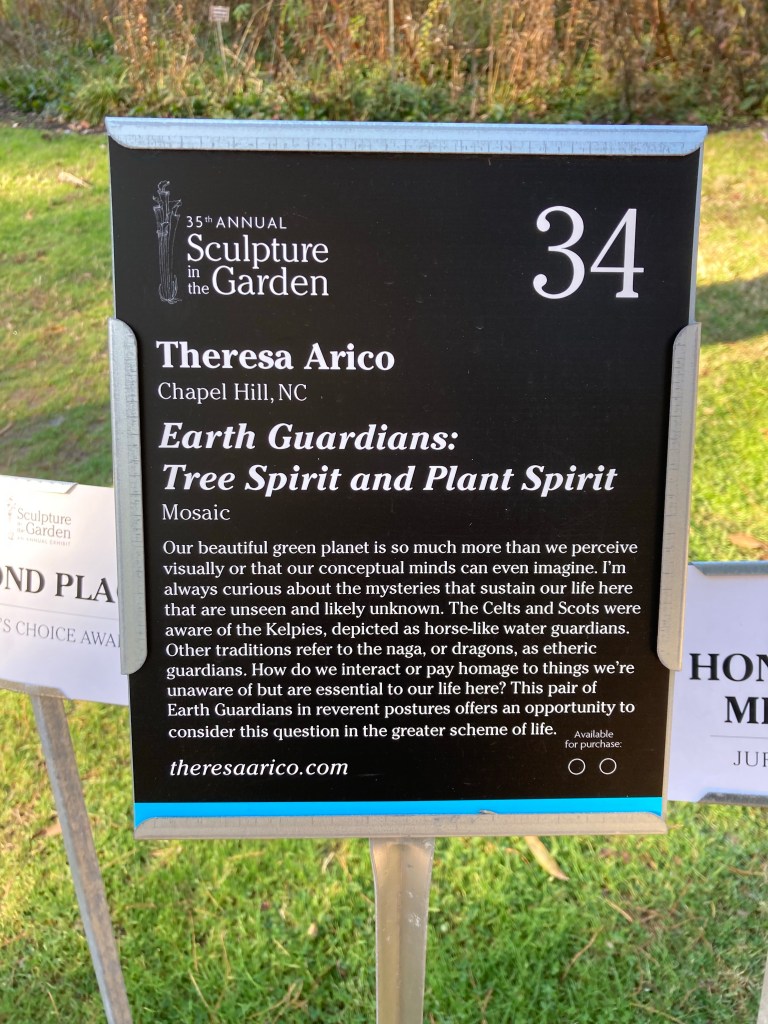 35th ANNUAL
Sculpture
in the Garden
34
Theresa Arico
Chapel Hill, NC
Earth Guardians:
Tree Spirit and Plant Spirit
Mosaic
Our beautiful green planet is so much more than we perceive
visually or that our conceptual minds can even imagine. I'm
always curious about the mysteries that sustain our life here
that are unseen and likely unknown. The Celts and Scots were
aware of the Kelpies, depicted as horse-like water guardians.
Other traditions refer to the naga, or dragons, as etheric
guardians. How do we interact or pay homage to things we're
unaware of but are essential to our life here? This pair of
Earth Guardians in reverent postures offers an opportunity to
consider this question in the greater scheme of life.
Available
for purchase:
theresaarico.com
Sculpture
Garden
OND PLA
'S CHOICE AWA
HON
JUR